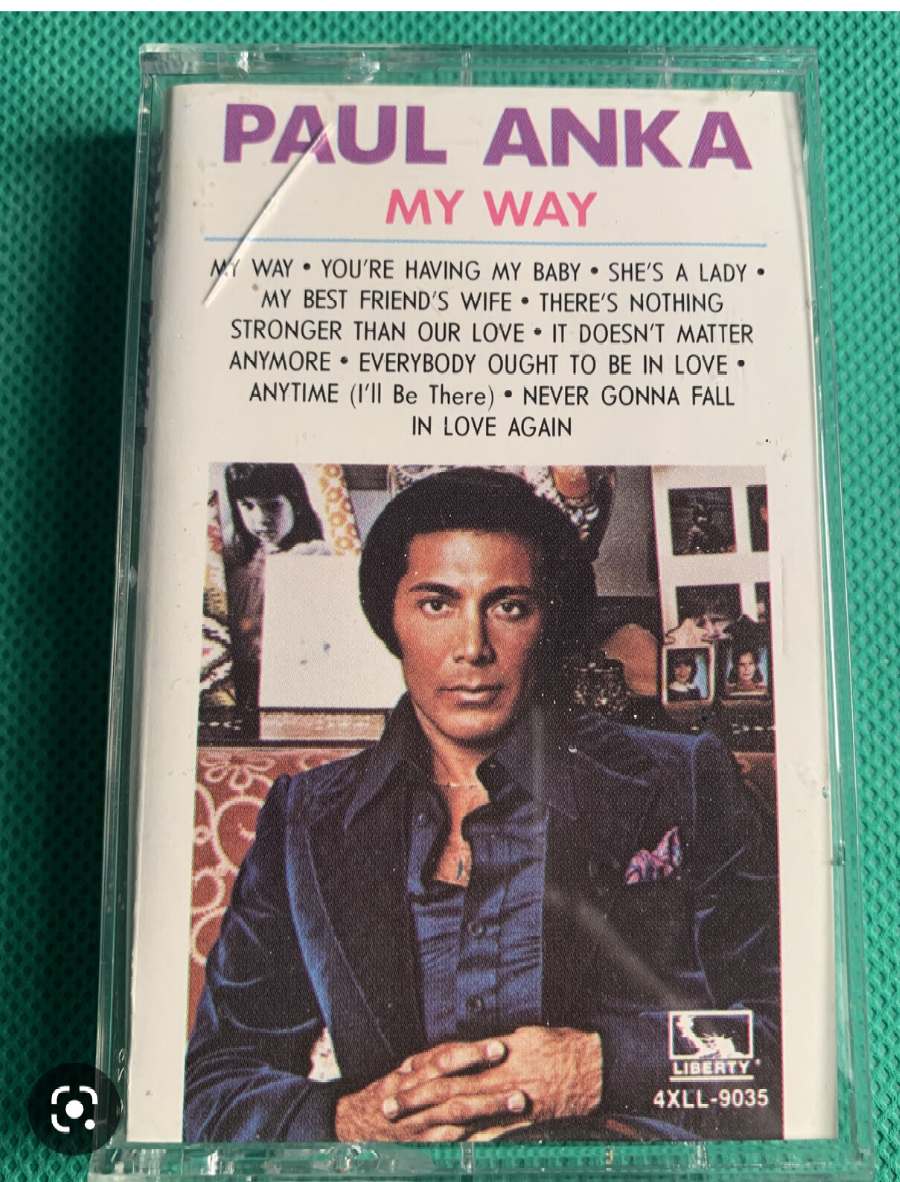 PAUL ANKA
MY WAY
MY WAY • YOU'RE HAVING MY BABY • SHE'S A LADY •
MY BEST FRIEND'S WIFE • THERE'S NOTHING
STRONGER THAN OUR LOVE • IT DOESN'T MATTER
ANYMORE • EVERYBODY OUGHT TO BE IN LOVE •
ANYTIME (I'll Be There) • NEVER GONNA FALL
IN LOVE AGAIN
LIBERTY
4XLL-9035